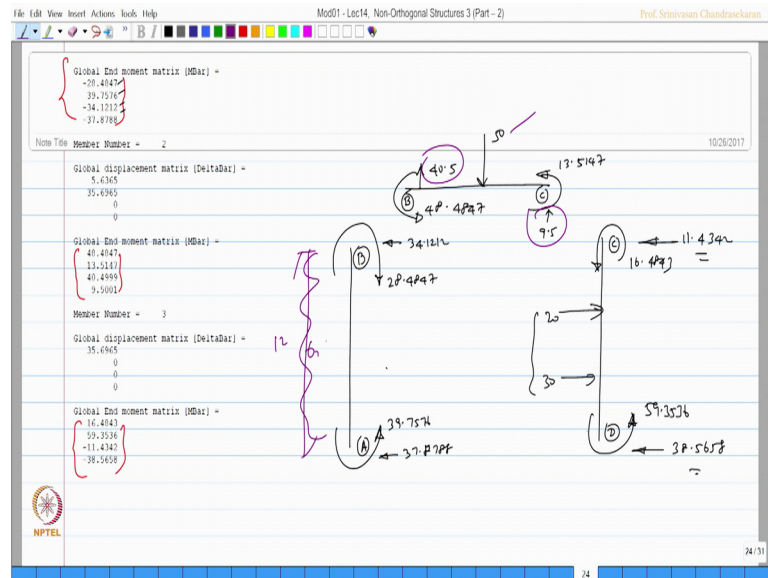 File Edit View Insert Actions Tools Help
Mod01 - Lec14, Non-Orthogonal Structures 3 (Part – 2)
Prof. Srinivasan Chandrasekaran
B I
Global End moment matrix [MBar] =
-28.4847
39.7576
-34.1212
-37.8788
Note Title
Member Number = 2
10/26/2017
Global displacement matrix [DeltaBar] =
5.6365
35.6965
0
0
Global End moment matrix [MBar] =
48.4847
13.5147
40.4999
9.5001
Member Number = 3
Global displacement matrix [DeltaBar] =
35.6965
0
0
0
Global End moment matrix [MBar] =
16.4843
59.3536
-11.4342
-38.5658
50
40.5
13.5147
B
C
48.4847
9.5
B
34.1212
28.4847
12
A
39.7576
37.8788
C
11.4342
16.4843
20
30
59.3536
D
38.5658
NPTEL
24/31
24